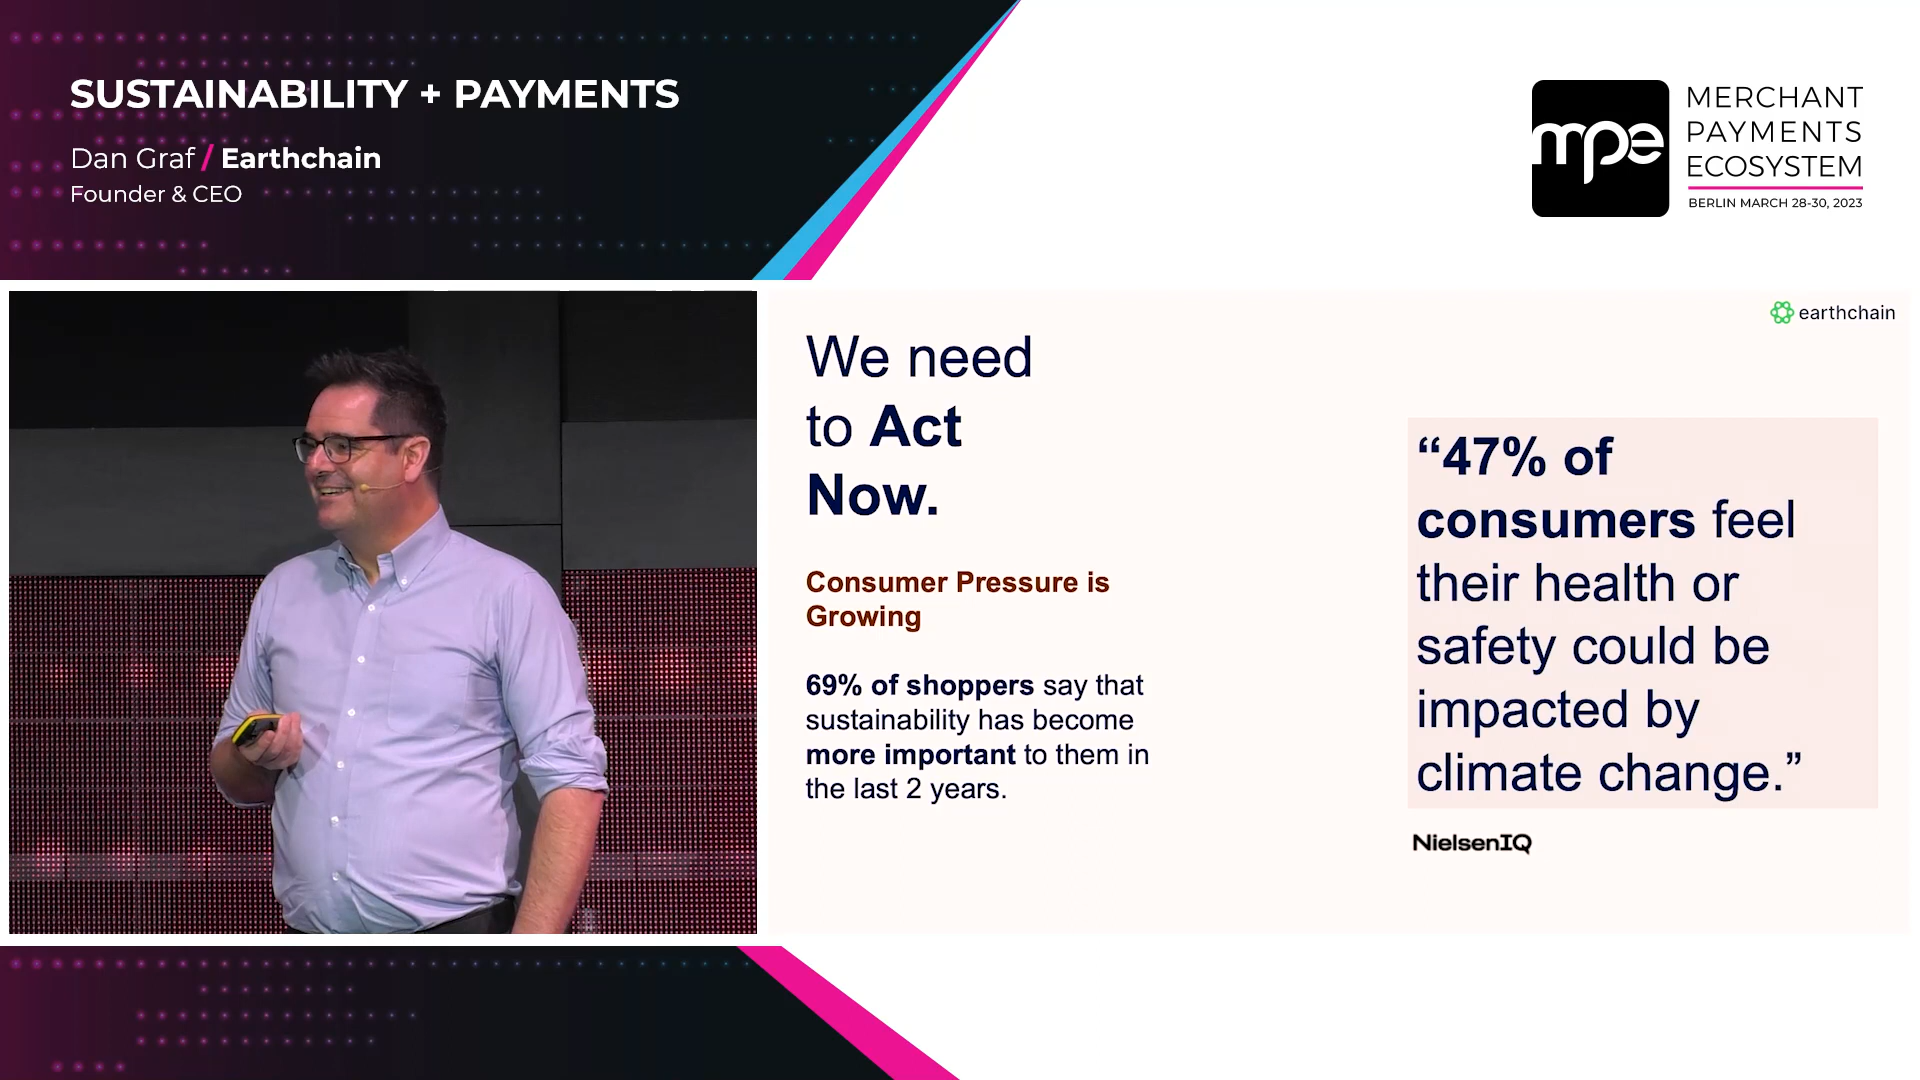 SUSTAINABILITY + PAYMENTS
Dan Graf / Earthchain
Founder & CEO
mpe
MERCHANT
PAYMENTS
ECOSYSTEM
BERLIN MARCH 28-30, 2023
earthchain
We need
to Act
Now.
Consumer Pressure is
Growing
69% of shoppers say that
sustainability has become
more important to them in
the last 2 years.
“47% of
consumers feel
their health or
safety could be
impacted by
climate change.”
NielsenIQ